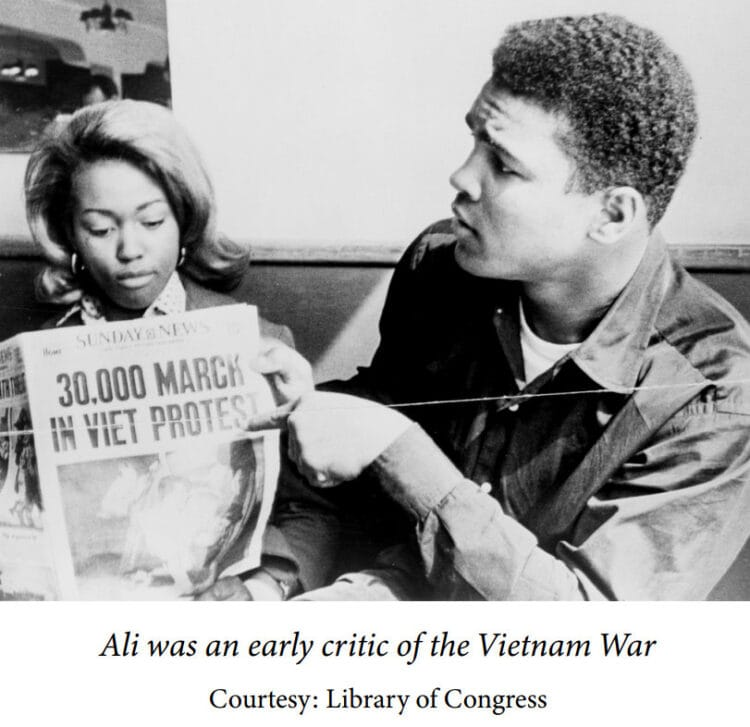 SUNDAY NEWS
30,000 MARCH
IN VIET PROTEST
Ali was an early critic of the Vietnam War
Courtesy: Library of Congress